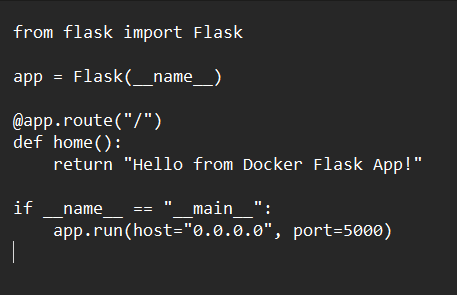 from flask import Flask
app = Flask(__name__)
@app.route("/")
def home():
    return "Hello from Docker Flask App!"
if __name__ == "__main__":
    app.run(host="0.0.0.0", port=5000)